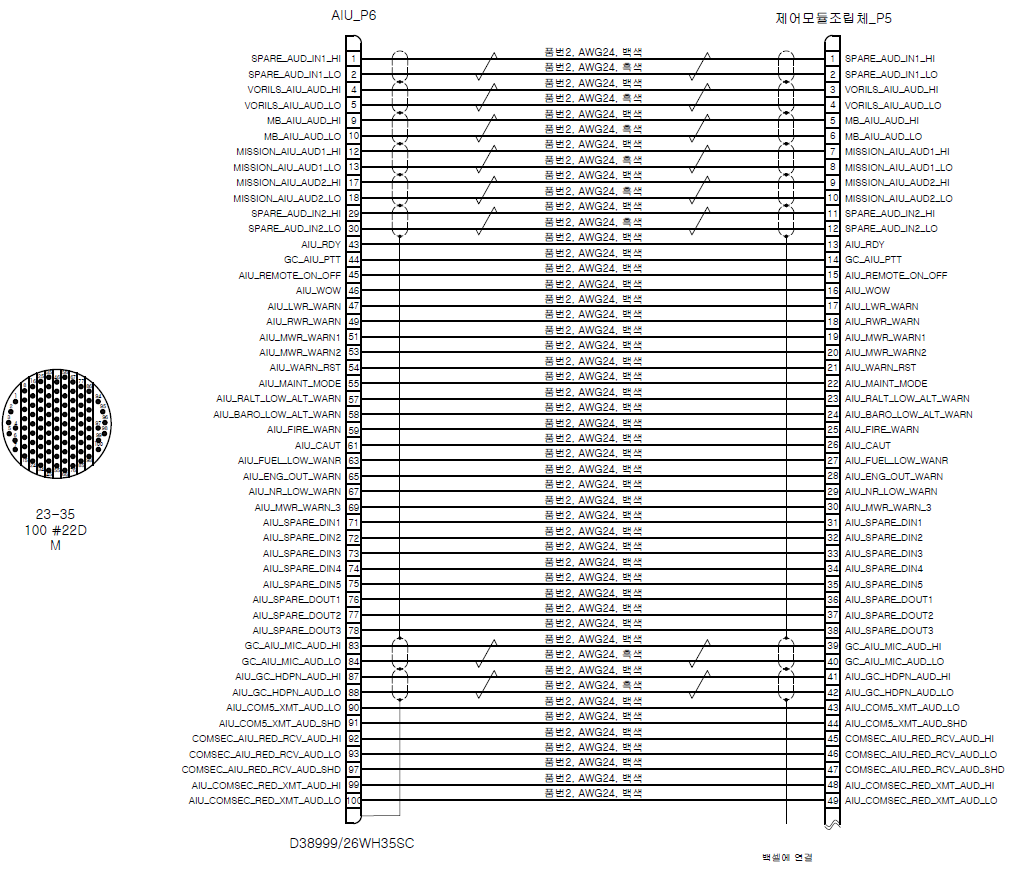 AIU_P6 제어모듈조립체_P5
SPARE_AUD_IN1_HI 1 품번2, AWG24, 백색 1 SPARE_AUD_IN1_HI
SPARE_AUD_IN1_LO 2 품번2, AWG24, 흑색 2 SPARE_AUD_IN1_LO
VORILS_AIU_AUD_HI 4 품번2, AWG24, 백색 3 VORILS_AIU_AUD_HI
VORILS_AIU_AUD_LO 5 품번2, AWG24, 흑색 4 VORILS_AIU_AUD_LO
MB_AIU_AUD_HI 9 품번2, AWG24, 백색 5 MB_AIU_AUD_HI
MB_AIU_AUD_LO 10 품번2, AWG24, 흑색 6 MB_AIU_AUD_LO
MISSION_AIU_AUD1_HI 12 품번2, AWG24, 백색 7 MISSION_AIU_AUD1_HI
MISSION_AIU_AUD1_LO 13 품번2, AWG24, 흑색 8 MISSION_AIU_AUD1_LO
MISSION_AIU_AUD2_HI 17 품번2, AWG24, 백색 9 MISSION_AIU_AUD2_HI
MISSION_AIU_AUD2_LO 18 품번2, AWG24, 흑색 10 MISSION_AIU_AUD2_LO
SPARE_AUD_IN2_HI 29 품번2, AWG24, 백색 11 SPARE_AUD_IN2_HI
SPARE_AUD_IN2_LO 30 품번2, AWG24, 흑색 12 SPARE_AUD_IN2_LO
AIU_RDY 43 품번2, AWG24, 백색 13 AIU_RDY
GC_AIU_PTT 44 품번2, AWG24, 백색 14 GC_AIU_PTT
AIU_REMOTE_ON_OFF 45 품번2, AWG24, 백색 15 AIU_REMOTE_ON_OFF
AIU_WOW 46 품번2, AWG24, 백색 16 AIU_WOW
AIU_LWR_WARN 47 품번2, AWG24, 백색 17 AIU_LWR_WARN
AIU_RWR_WARN 49 품번2, AWG24, 백색 18 AIU_RWR_WARN
AIU_MWR_WARN1 51 품번2, AWG24, 백색 19 AIU_MWR_WARN1
AIU_MWR_WARN2 53 품번2, AWG24, 백색 20 AIU_MWR_WARN2
AIU_WARN_RST 54 품번2, AWG24, 백색 21 AIU_WARN_RST
AIU_MAINT_MODE 55 품번2, AWG24, 백색 22 AIU_MAINT_MODE
AIU_RALT_LOW_ALT_WARN 57 품번2, AWG24, 백색 23 AIU_RALT_LOW_ALT_WARN
AIU_BARO_LOW_ALT_WARN 58 품번2, AWG24, 백색 24 AIU_BARO_LOW_ALT_WARN
AIU_FIRE_WARN 59 품번2, AWG24, 백색 25 AIU_FIRE_WARN
AIU_CAUT 61 품번2, AWG24, 백색 26 AIU_CAUT
AIU_FUEL_LOW_WANR 63 품번2, AWG24, 백색 27 AIU_FUEL_LOW_WANR
AIU_ENG_OUT_WARN 65 품번2, AWG24, 백색 28 AIU_ENG_OUT_WARN
AIU_NR_LOW_WARN 67 품번2, AWG24, 백색 29 AIU_NR_LOW_WARN
AIU_MWR_WARN_3 69 품번2, AWG24, 백색 30 AIU_MWR_WARN_3
AIU_SPARE_DIN1 71 품번2, AWG24, 백색 31 AIU_SPARE_DIN1
AIU_SPARE_DIN2 72 품번2, AWG24, 백색 32 AIU_SPARE_DIN2
AIU_SPARE_DIN3 73 품번2, AWG24, 백색 33 AIU_SPARE_DIN3
AIU_SPARE_DIN4 74 품번2, AWG24, 백색 34 AIU_SPARE_DIN4
AIU_SPARE_DIN5 75 품번2, AWG24, 백색 35 AIU_SPARE_DIN5
AIU_SPARE_DOUT1 76 품번2, AWG24, 백색 36 AIU_SPARE_DOUT1
AIU_SPARE_DOUT2 77 품번2, AWG24, 백색 37 AIU_SPARE_DOUT2
AIU_SPARE_DOUT3 78 품번2, AWG24, 백색 38 AIU_SPARE_DOUT3
GC_AIU_MIC_AUD_HI 83 품번2, AWG24, 백색 39 GC_AIU_MIC_AUD_HI
GC_AIU_MIC_AUD_LO 84 품번2, AWG24, 흑색 40 GC_AIU_MIC_AUD_LO
AIU_GC_HDPN_AUD_HI 87 품번2, AWG24, 백색 41 AIU_GC_HDPN_AUD_HI
AIU_GC_HDPN_AUD_LO 88 품번2, AWG24, 흑색 42 AIU_GC_HDPN_AUD_LO
AIU_COM5_XMT_AUD_LO 90 품번2, AWG24, 백색 43 AIU_COM5_XMT_AUD_LO
AIU_COM5_XMT_AUD_SHD 91 품번2, AWG24, 백색 44 AIU_COM5_XMT_AUD_SHD
COMSEC_AIU_RED_RCV_AUD_HI 92 품번2, AWG24, 백색 45 COMSEC_AIU_RED_RCV_AUD_HI
COMSEC_AIU_RED_RCV_AUD_LO 93 품번2, AWG24, 백색 46 COMSEC_AIU_RED_RCV_AUD_LO
COMSEC_AIU_RED_RCV_AUD_SHD 97 품번2, AWG24, 백색 47 COMSEC_AIU_RED_RCV_AUD_SHD
AIU_COMSEC_RED_XMT_AUD_HI 99 품번2, AWG24, 백색 48 AIU_COMSEC_RED_XMT_AUD_HI
AIU_COMSEC_RED_XMT_AUD_LO 100 품번2, AWG24, 백색 49 AIU_COMSEC_RED_XMT_AUD_LO
23-35
100 #22D
M
D38999/26WH35SC
백셀에 연결